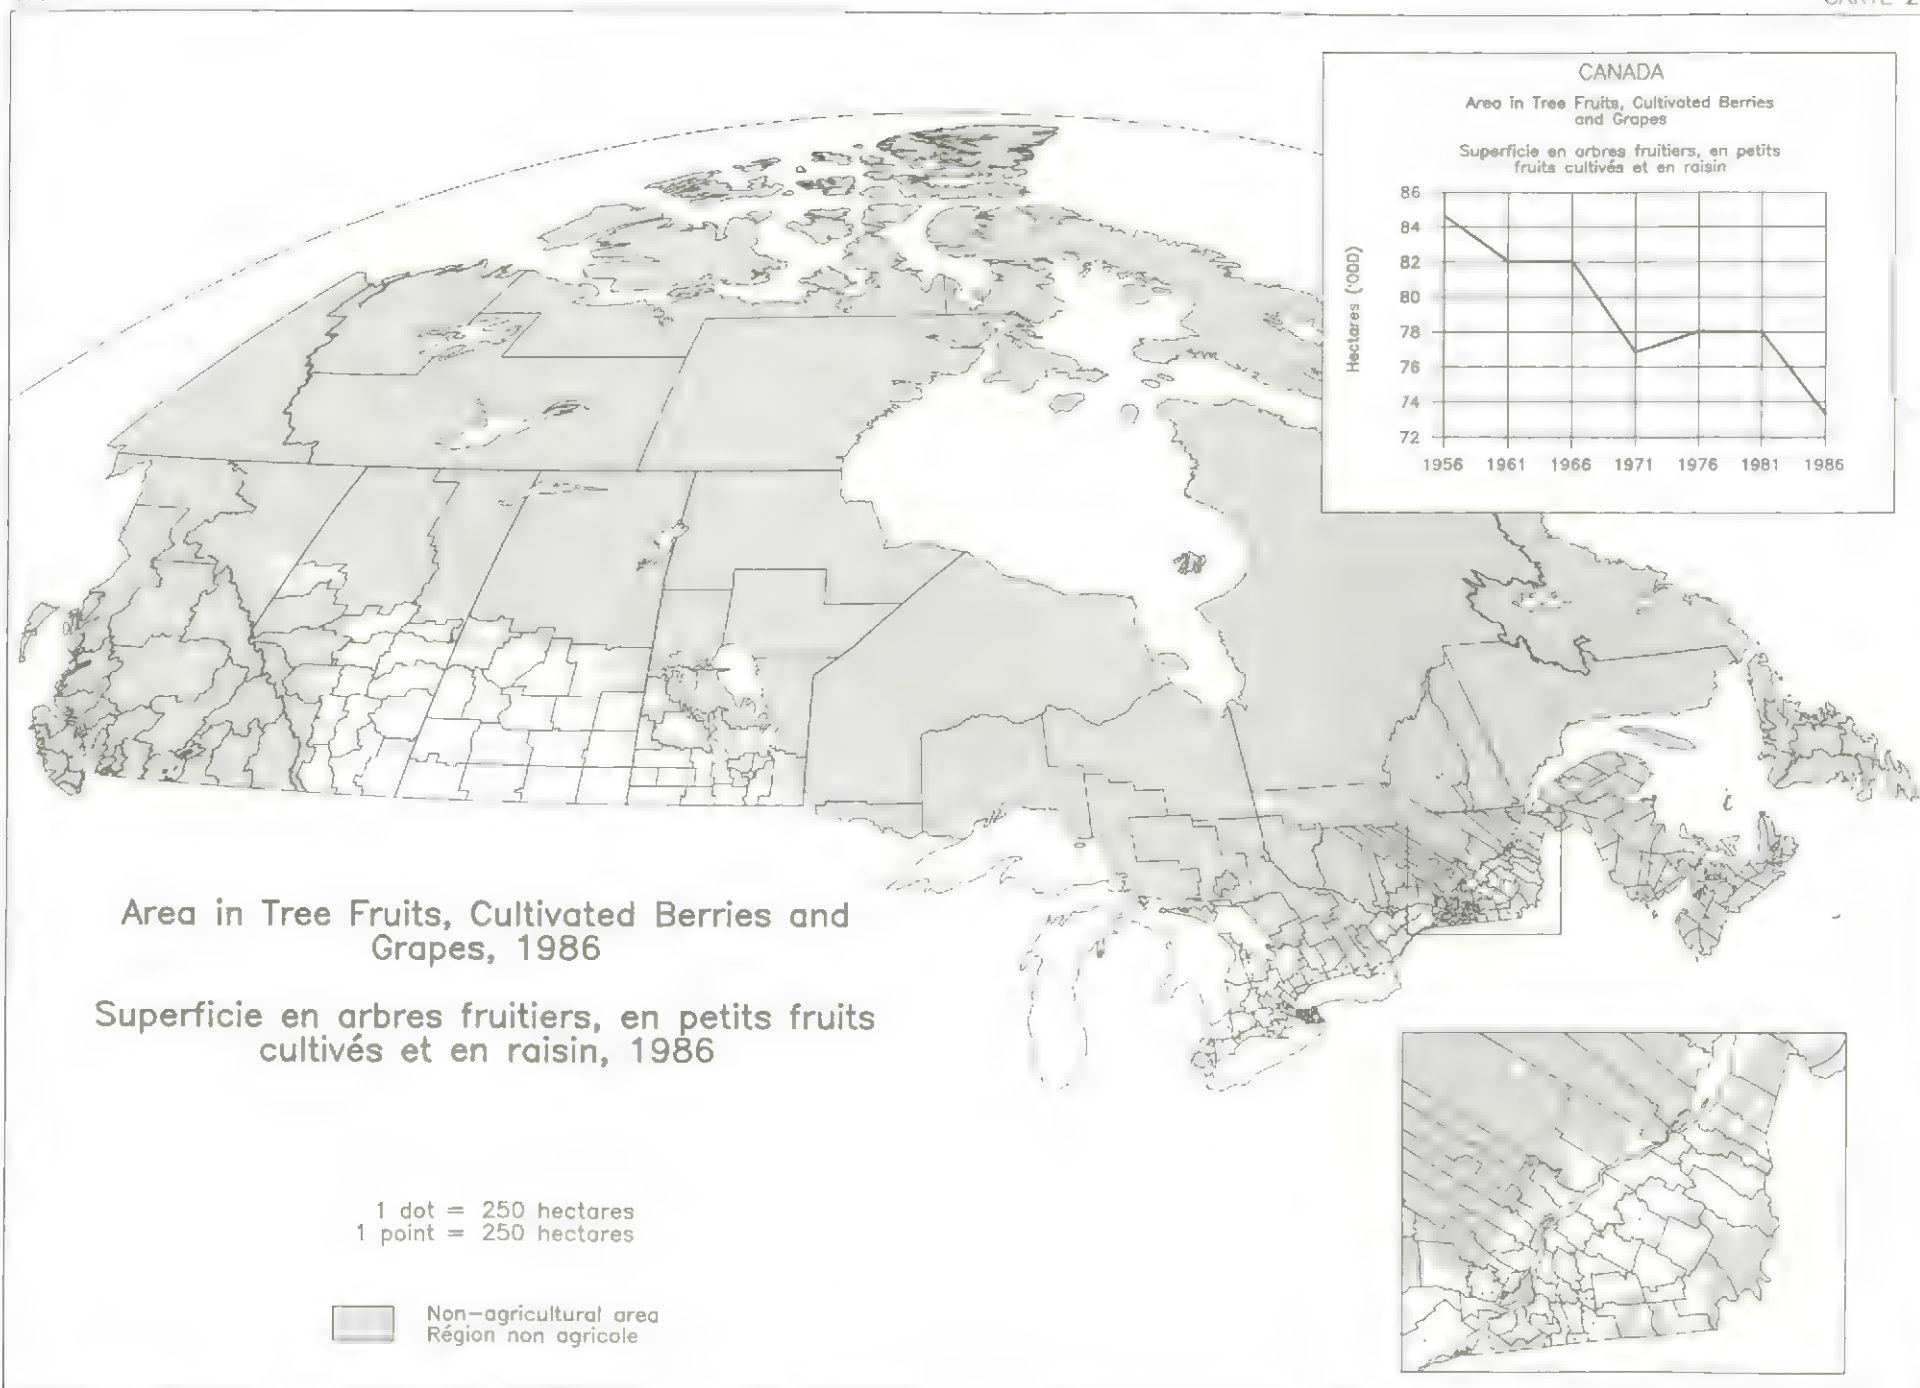 CARTE 2
CANADA
Area in Tree Fruits, Cultivated Berries
and Grapes
Superficie en arbres fruitiers, en petits
fruits cultivés et en raisin
Hectares ('000)
86
84
82
80
78
76
74
72
1956 1961 1966 1971 1976 1981 1986
Area in Tree Fruits, Cultivated Berries and
Grapes, 1986
Superficie en arbres fruitiers, en petits fruits
cultivés et en raisin, 1986
1 dot = 250 hectares
1 point = 250 hectares
Non-agricultural area
Région non agricole